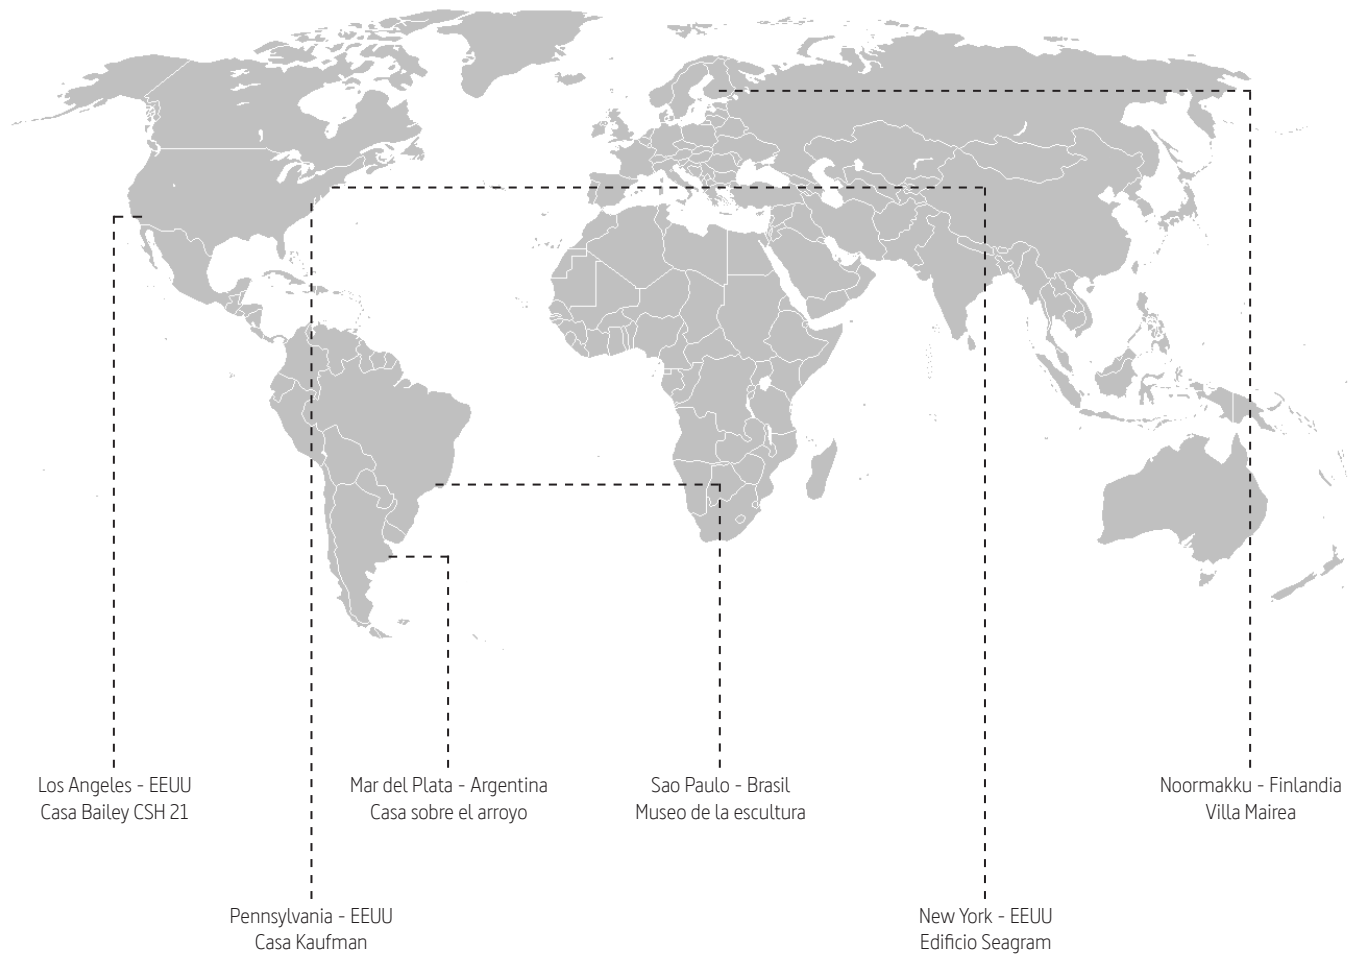 Los Angeles - EEUU
Casa Bailey CSH 21
Mar del Plata - Argentina
Casa sobre el arroyo
Sao Paulo - Brasil
Museo de la escultura
Noormakku - Finlandia
Villa Mairea
Pennsylvania - EEUU
Casa Kaufman
New York - EEUU
Edificio Seagram